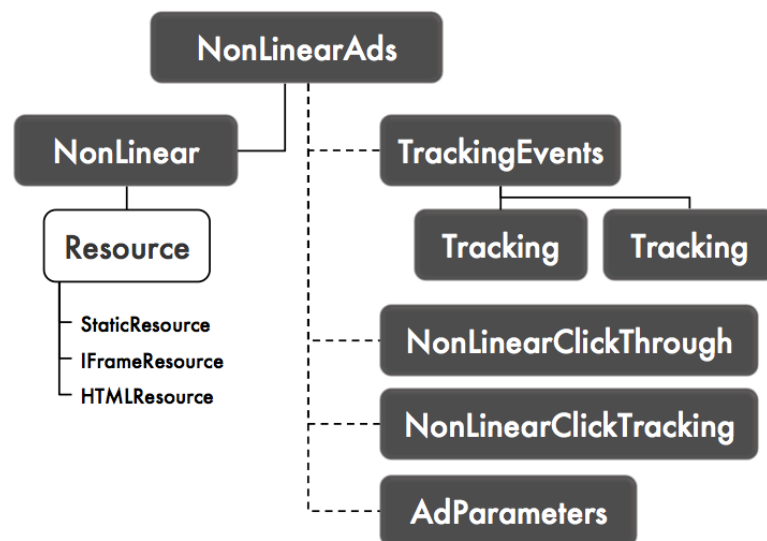 NonLinearAds
NonLinear
TrackingEvents
Resource
Tracking
Tracking
StaticResource
IFrameResource
HTMLResource
NonLinearClickThrough
NonLinearClickTracking
AdParameters